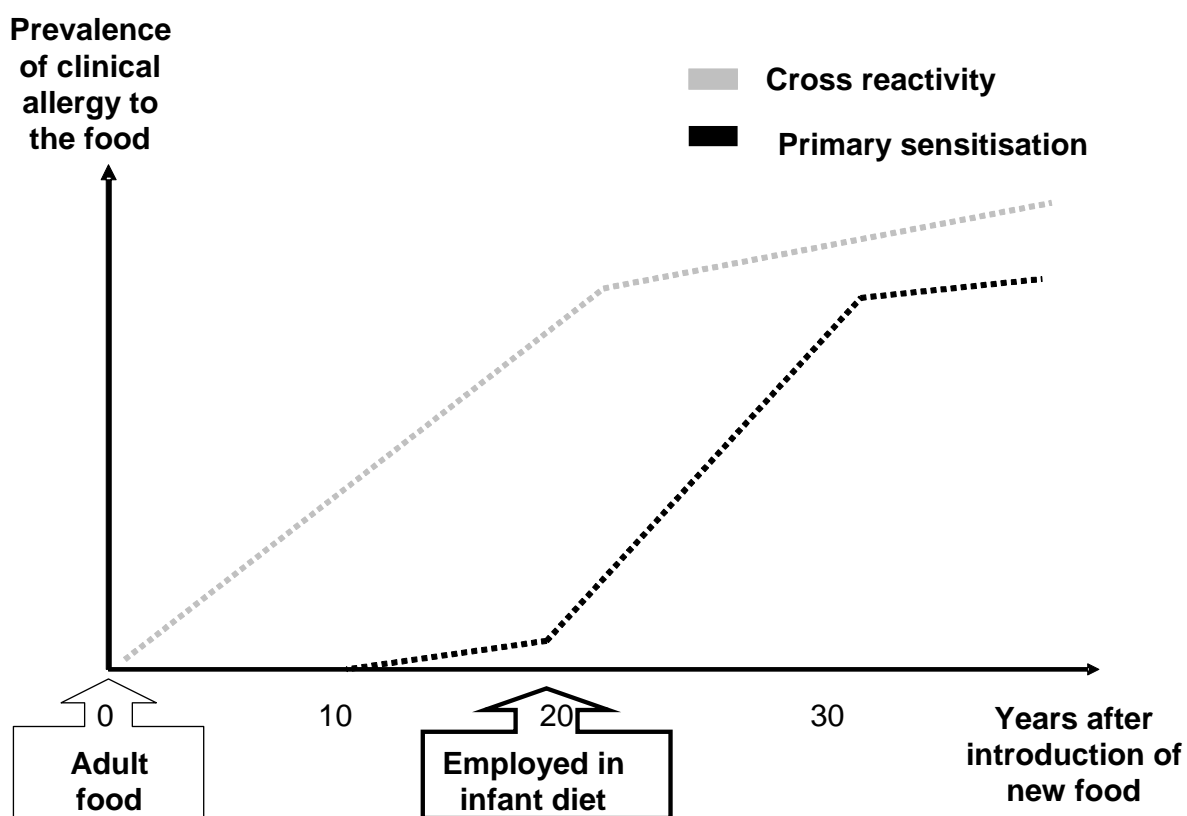 Prevalence
of clinical
allergy to
the food
Cross reactivity
Primary sensitisation
0
10
20
30
Years after
introduction of
new food
Adult
food
Employed in
infant diet